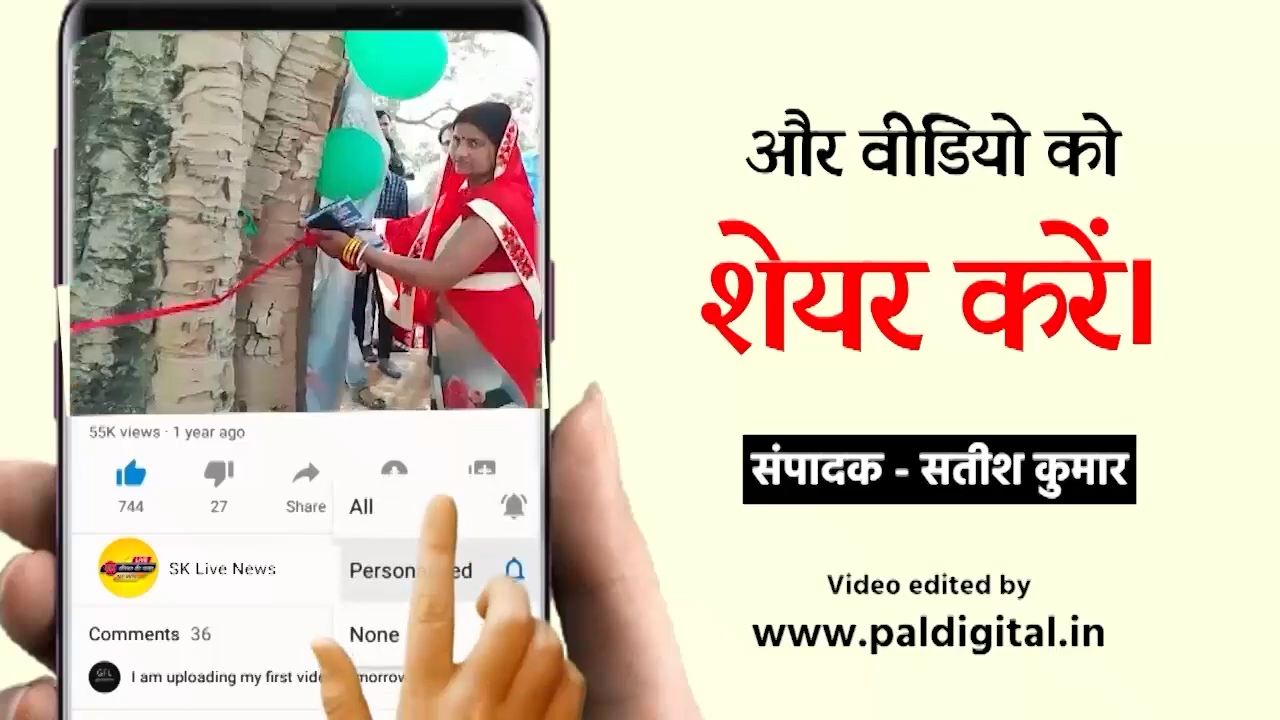 और वीडियो को
शेयर करें।
संपादक - सतीश कुमार
Video edited by
www.paldigital.in
55K views · 1 year ago
744
27
Share
All
SK Live News
None
Comments 36
GFL
I am uploading my first